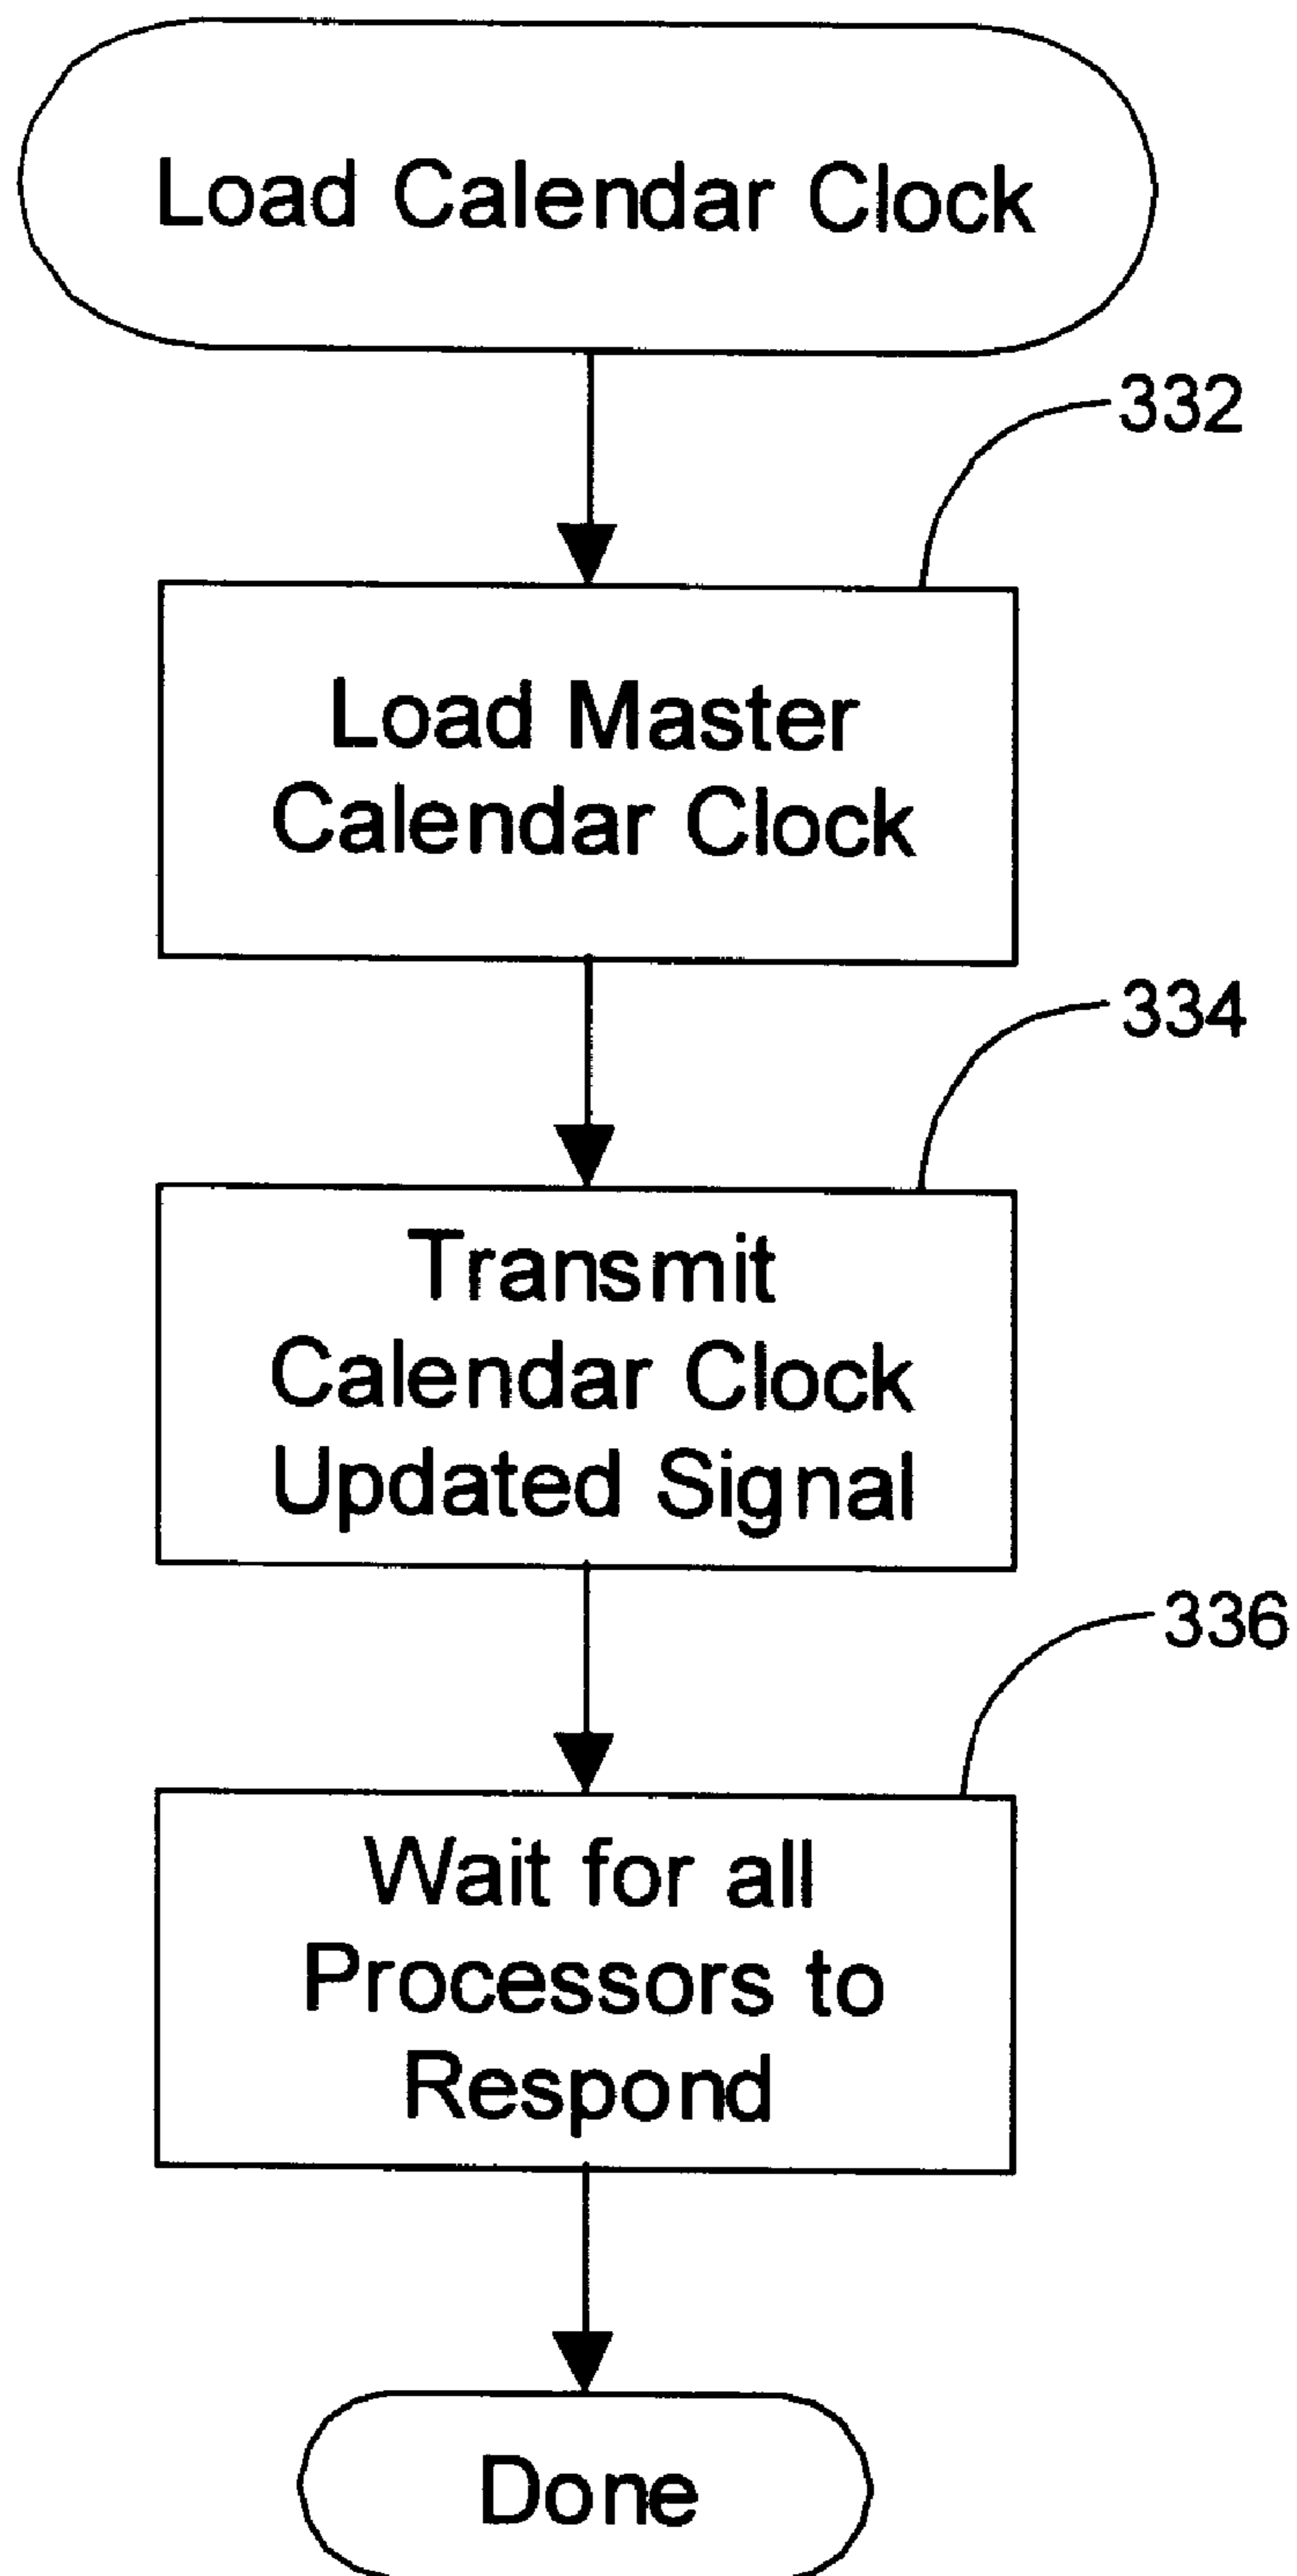 Load Calendar Clock
332
Load Master
Calendar Clock
334
Transmit
Calendar Clock
Updated Signal
336
Wait for all
Processors to
Respond
Done